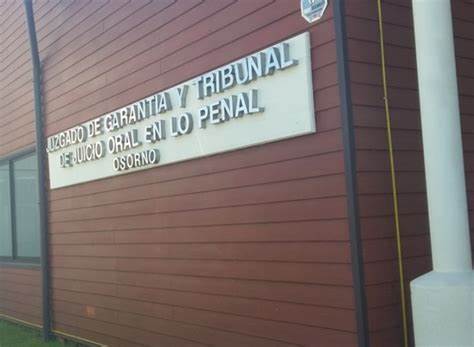 JUZGADO DE GARANTIA Y TRIBUNAL
DE JUICIO ORAL EN LO PENAL
OSORNO